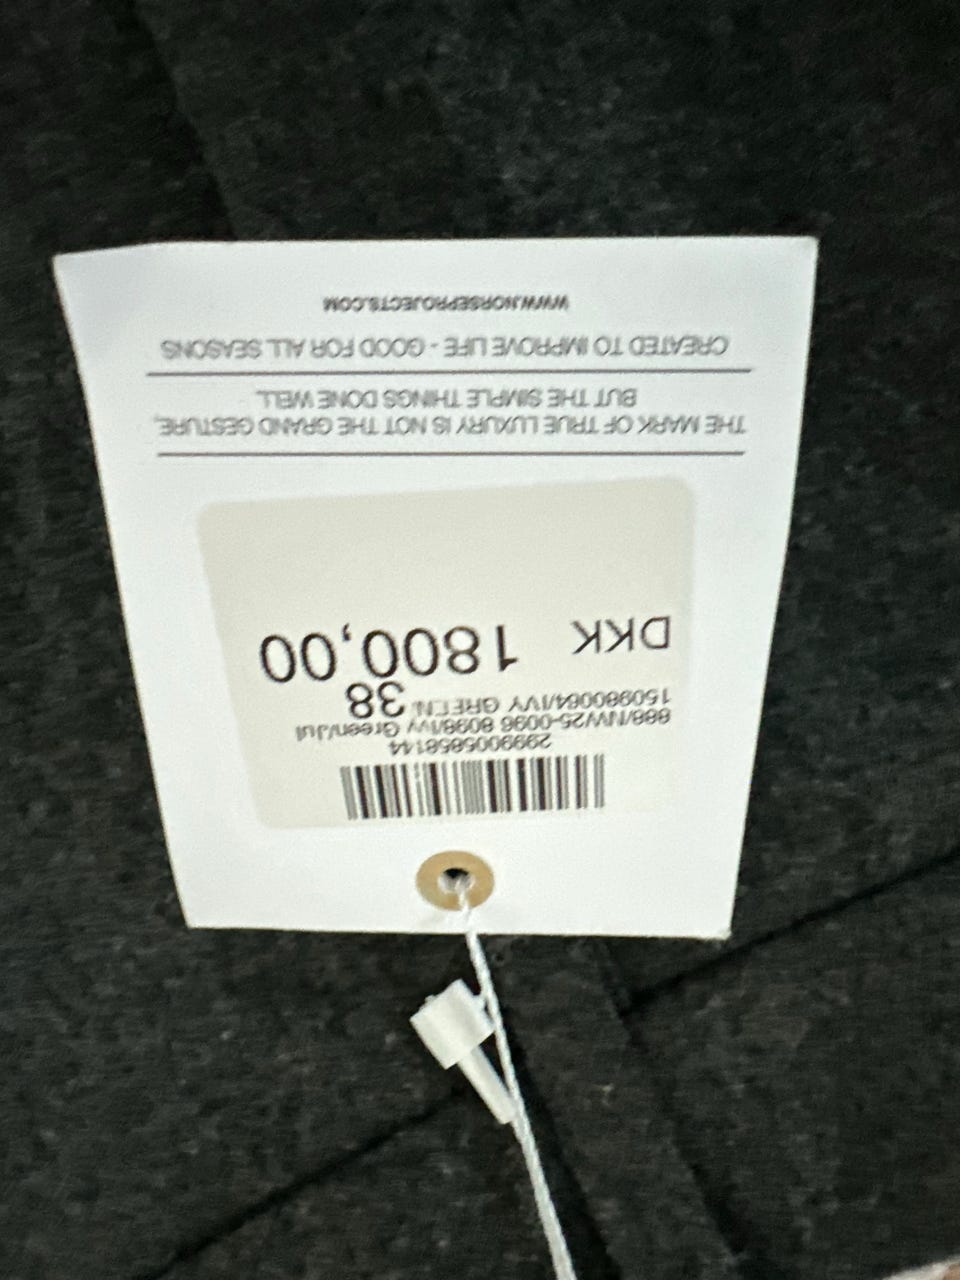 2999005858144
888/NW25-0096 8098/Ivy Green/Jul
150980064/IVY GREEN 38
DKK 1800,00
THE MARK OF TRUE LUXURY IS NOT THE GRAND GESTURE,
BUT THE SIMPLE THINGS DONE WELL
CREATED TO IMPROVE LIFE - GOOD FOR ALL SEASONS
WWW.NORSEPROJECTS.COM